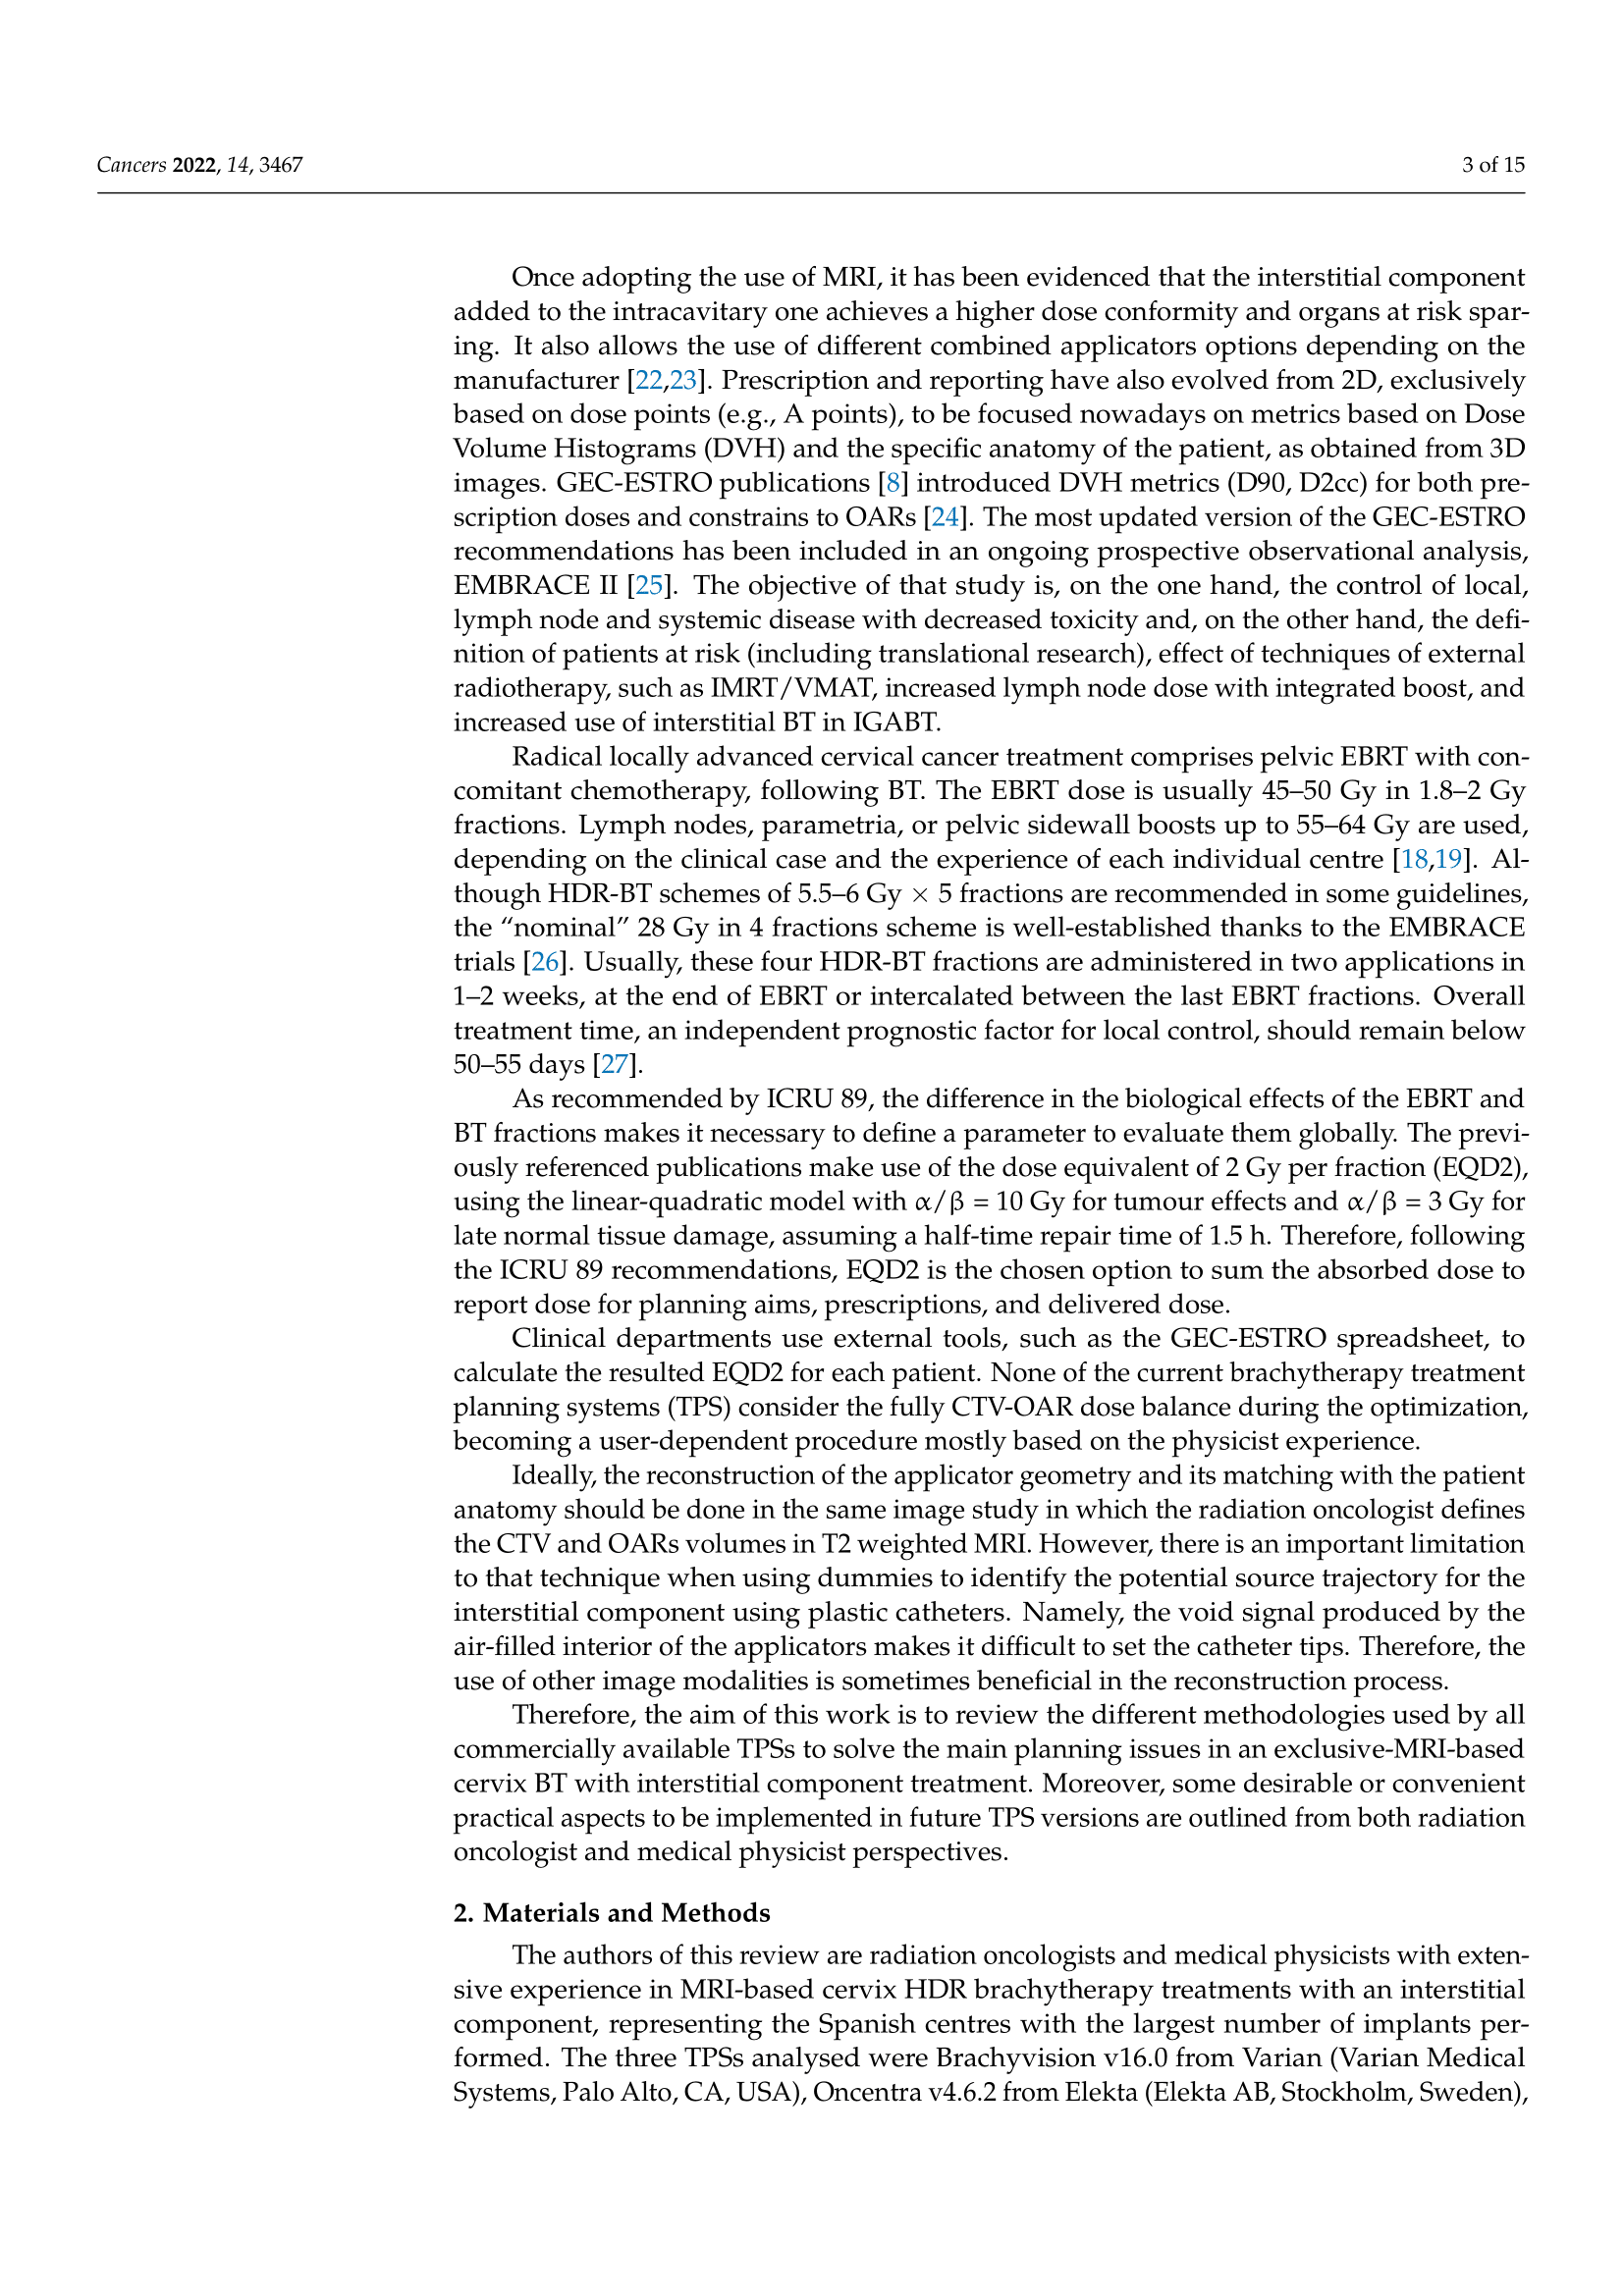 Cancers 2022, 14, 3467
3 of 15
Once adopting the use of MRI, it has been evidenced that the interstitial component
added to the intracavitary one achieves a higher dose conformity and organs at risk spar-
ing. It also allows the use of different combined applicators options depending on the
manufacturer [22,23]. Prescription and reporting have also evolved from 2D, exclusively
based on dose points (e.g., A points), to be focused nowadays on metrics based on Dose
Volume Histograms (DVH) and the specific anatomy of the patient, as obtained from 3D
images. GEC-ESTRO publications [8] introduced DVH metrics (D90, D2cc) for both pre-
scription doses and constrains to OARs [24]. The most updated version of the GEC-ESTRO
recommendations has been included in an ongoing prospective observational analysis,
EMBRACE II [25]. The objective of that study is, on the one hand, the control of local,
lymph node and systemic disease with decreased toxicity and, on the other hand, the defi-
nition of patients at risk (including translational research), effect of techniques of external
radiotherapy, such as IMRT/VMAT, increased lymph node dose with integrated boost, and
increased use of interstitial BT in IGABT.
Radical locally advanced cervical cancer treatment comprises pelvic EBRT with con-
comitant chemotherapy, following BT. The EBRT dose is usually 45–50 Gy in 1.8–2 Gy
fractions. Lymph nodes, parametria, or pelvic sidewall boosts up to 55–64 Gy are used,
depending on the clinical case and the experience of each individual centre [18,19]. Al-
though HDR-BT schemes of 5.5–6 Gy × 5 fractions are recommended in some guidelines,
the “nominal” 28 Gy in 4 fractions scheme is well-established thanks to the EMBRACE
trials [26]. Usually, these four HDR-BT fractions are administered in two applications in
1–2 weeks, at the end of EBRT or intercalated between the last EBRT fractions. Overall
treatment time, an independent prognostic factor for local control, should remain below
50–55 days [27].
As recommended by ICRU 89, the difference in the biological effects of the EBRT and
BT fractions makes it necessary to define a parameter to evaluate them globally. The previ-
ously referenced publications make use of the dose equivalent of 2 Gy per fraction (EQD2),
using the linear-quadratic model with α/β = 10 Gy for tumour effects and α/β = 3 Gy for
late normal tissue damage, assuming a half-time repair time of 1.5 h. Therefore, following
the ICRU 89 recommendations, EQD2 is the chosen option to sum the absorbed dose to
report dose for planning aims, prescriptions, and delivered dose.
Clinical departments use external tools, such as the GEC-ESTRO spreadsheet, to
calculate the resulted EQD2 for each patient. None of the current brachytherapy treatment
planning systems (TPS) consider the fully CTV-OAR dose balance during the optimization,
becoming a user-dependent procedure mostly based on the physicist experience.
Ideally, the reconstruction of the applicator geometry and its matching with the patient
anatomy should be done in the same image study in which the radiation oncologist defines
the CTV and OARs volumes in T2 weighted MRI. However, there is an important limitation
to that technique when using dummies to identify the potential source trajectory for the
interstitial component using plastic catheters. Namely, the void signal produced by the
air-filled interior of the applicators makes it difficult to set the catheter tips. Therefore, the
use of other image modalities is sometimes beneficial in the reconstruction process.
Therefore, the aim of this work is to review the different methodologies used by all
commercially available TPSs to solve the main planning issues in an exclusive-MRI-based
cervix BT with interstitial component treatment. Moreover, some desirable or convenient
practical aspects to be implemented in future TPS versions are outlined from both radiation
oncologist and medical physicist perspectives.
2. Materials and Methods
The authors of this review are radiation oncologists and medical physicists with exten-
sive experience in MRI-based cervix HDR brachytherapy treatments with an interstitial
component, representing the Spanish centres with the largest number of implants per-
formed. The three TPSs analysed were Brachyvision v16.0 from Varian (Varian Medical
Systems, Palo Alto, CA, USA), Oncentra v4.6.2 from Elekta (Elekta AB, Stockholm, Sweden),